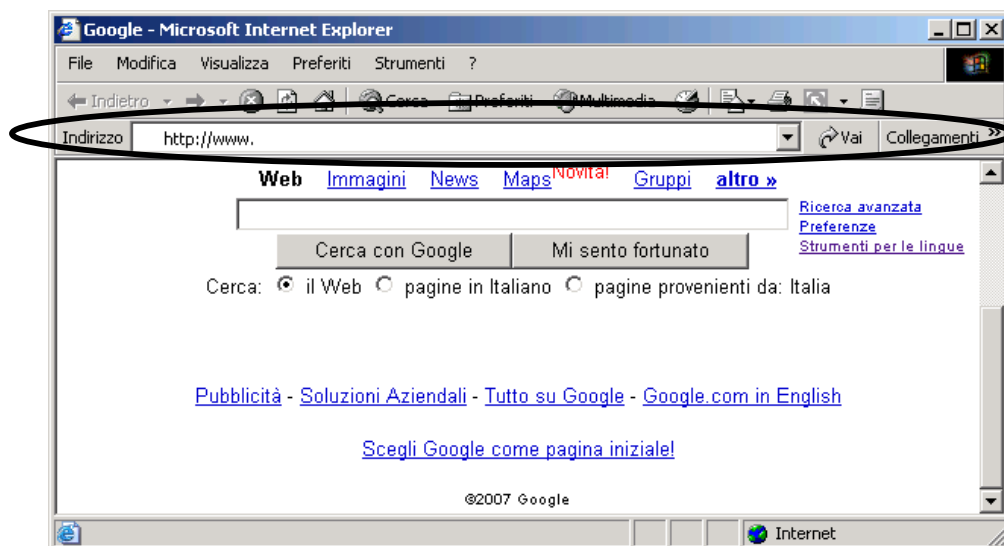 Google - Microsoft Internet Explorer
File Modifica Visualizza Preferiti Strumenti ?
Indietro Cerca Preferiti Multimedia
Indirizzo http://www. Vai Collegamenti »
Web Immagini News Maps Novità! Gruppi altro »
Ricerca avanzata
Preferenze
Strumenti per le lingue
Cerca con Google Mi sento fortunato
Cerca: il Web pagine in Italiano pagine provenienti da: Italia
Pubblicità - Soluzioni Aziendali - Tutto su Google - Google.com in English
Scegli Google come pagina iniziale!
©2007 Google
Internet